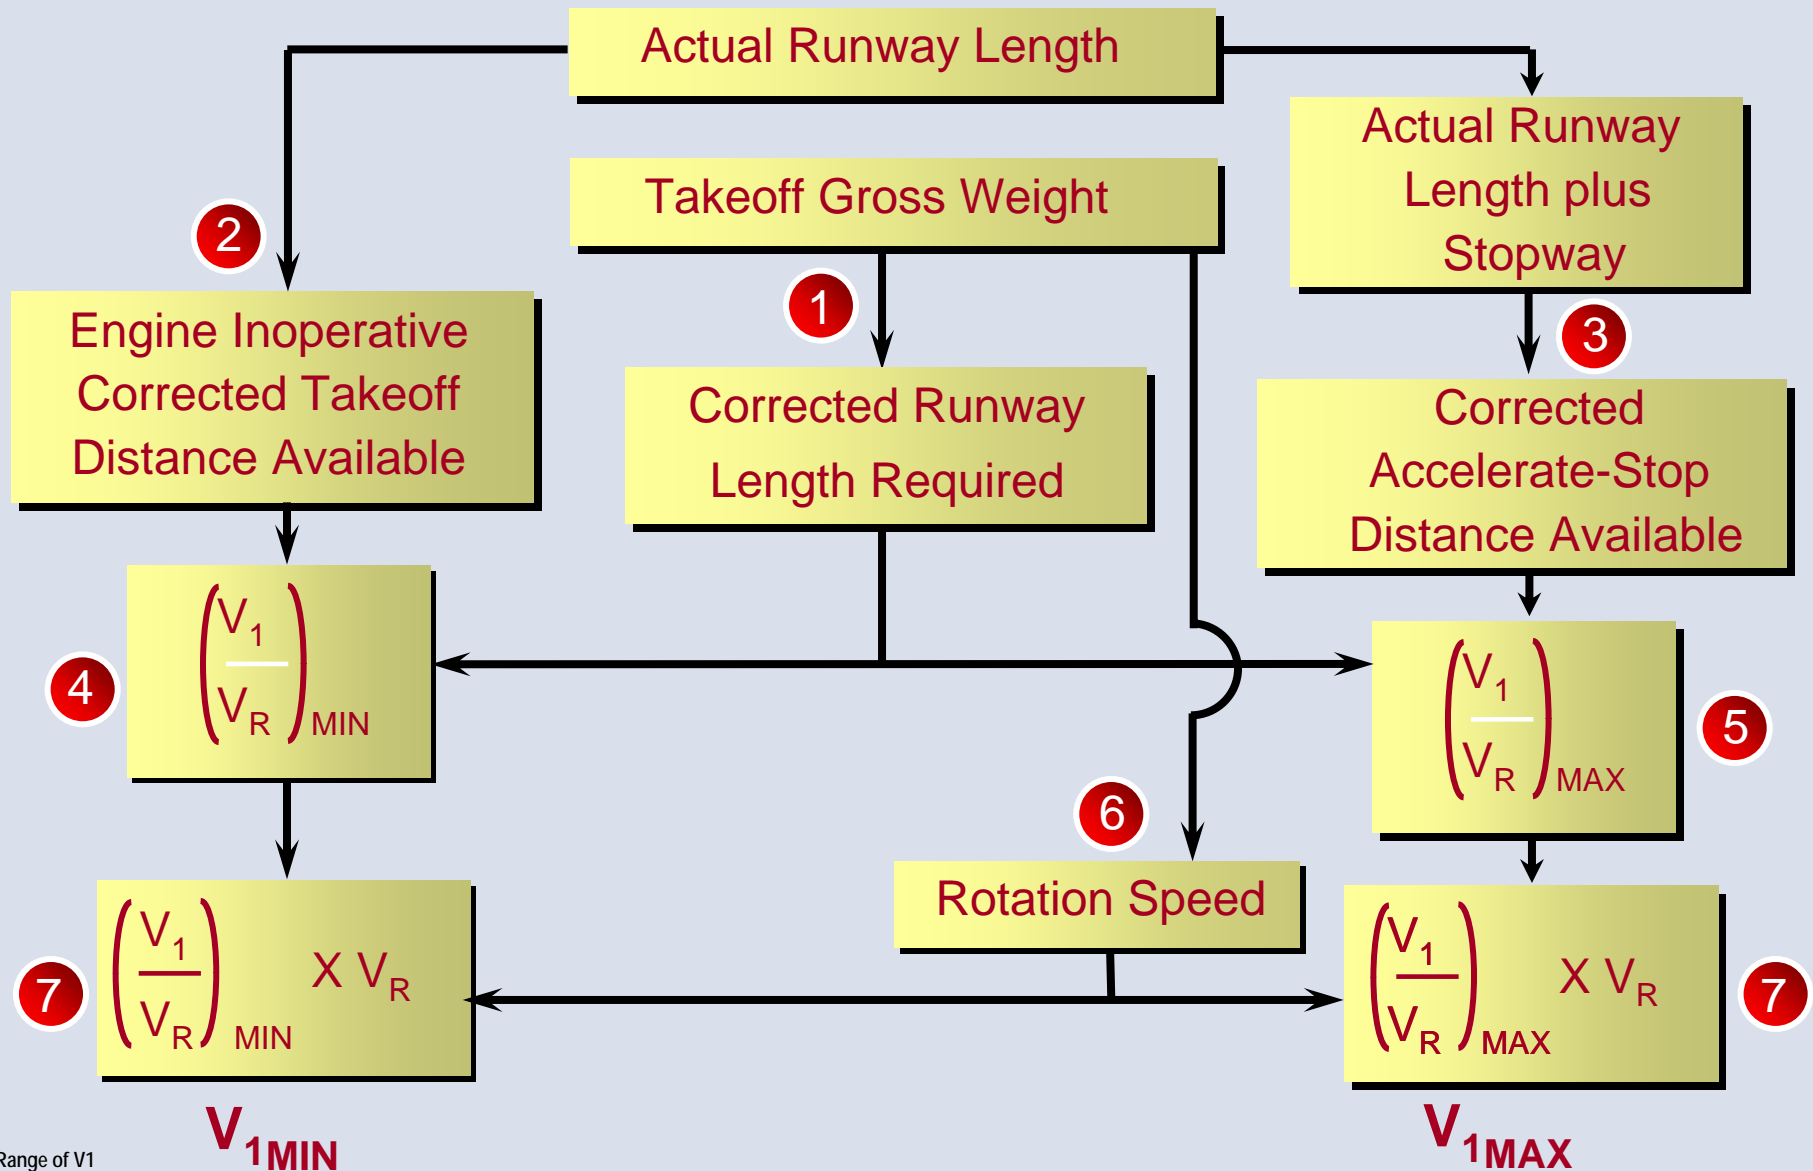 Actual Runway Length
Actual Runway
Length plus
Stopway
Takeoff Gross Weight
2
1
3
Engine Inoperative
Corrected Takeoff
Distance Available
Corrected Runway
Length Required
Corrected
Accelerate-Stop
Distance Available
4
(V1
VR) MIN
(V1
VR) MAX
5
6
Rotation Speed
7
(V1
VR) MIN X VR
(V1
VR) MAX X VR
7
V1MIN
V1MAX
Range of V1